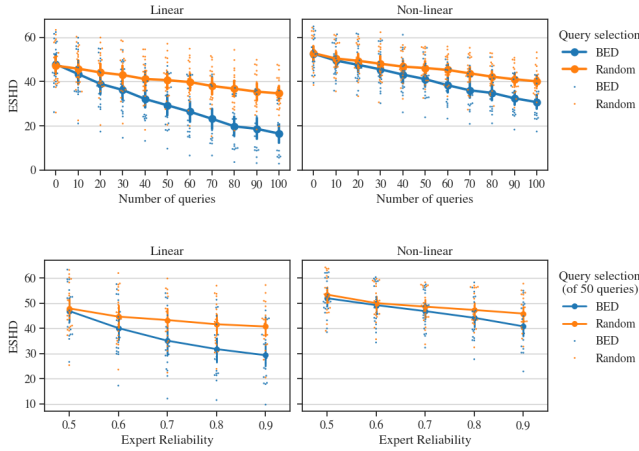 Linear
Non-linear
ESHD
60
40
20
0
0 10 20 30 40 50 60 70 80 90 100
0 10 20 30 40 50 60 70 80 90 100
Number of queries
Number of queries
Query selection
BED
Random
BED
Random
Linear
Non-linear
ESHD
60
50
40
30
20
10
0.5 0.6 0.7 0.8 0.9
0.5 0.6 0.7 0.8 0.9
Expert Reliability
Expert Reliability
Query selection
(of 50 queries)
BED
Random
BED
Random